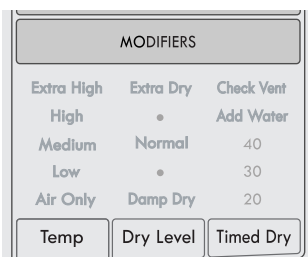 MODIFIERS
Extra High Extra Dry Check Vent
High • Add Water
Medium Normal 40
Low • 30
Air Only Damp Dry 20
Temp Dry Level Timed Dry